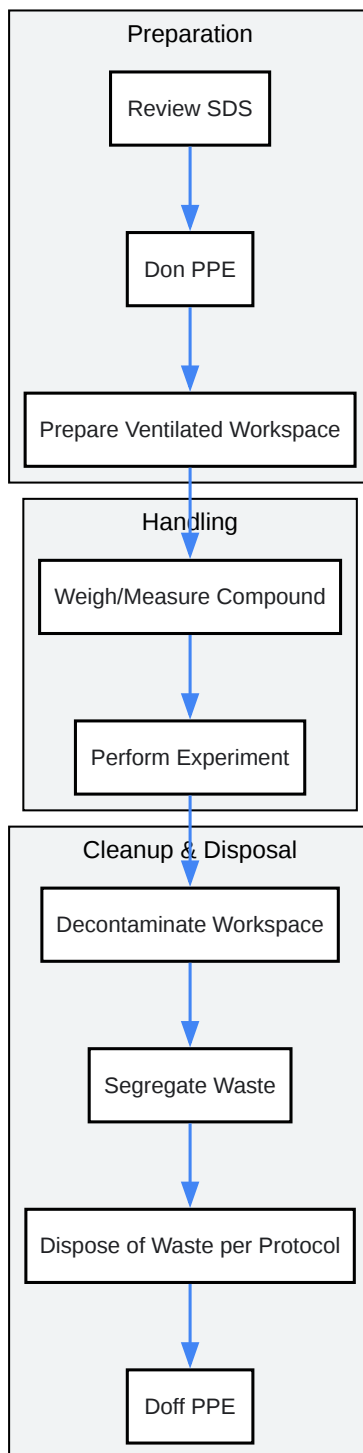 Preparation
Review SDS
Don PPE
Prepare Ventilated Workspace
Handling
Weigh/Measure Compound
Perform Experiment
Cleanup & Disposal
Decontaminate Workspace
Segregate Waste
Dispose of Waste per Protocol
Doff PPE